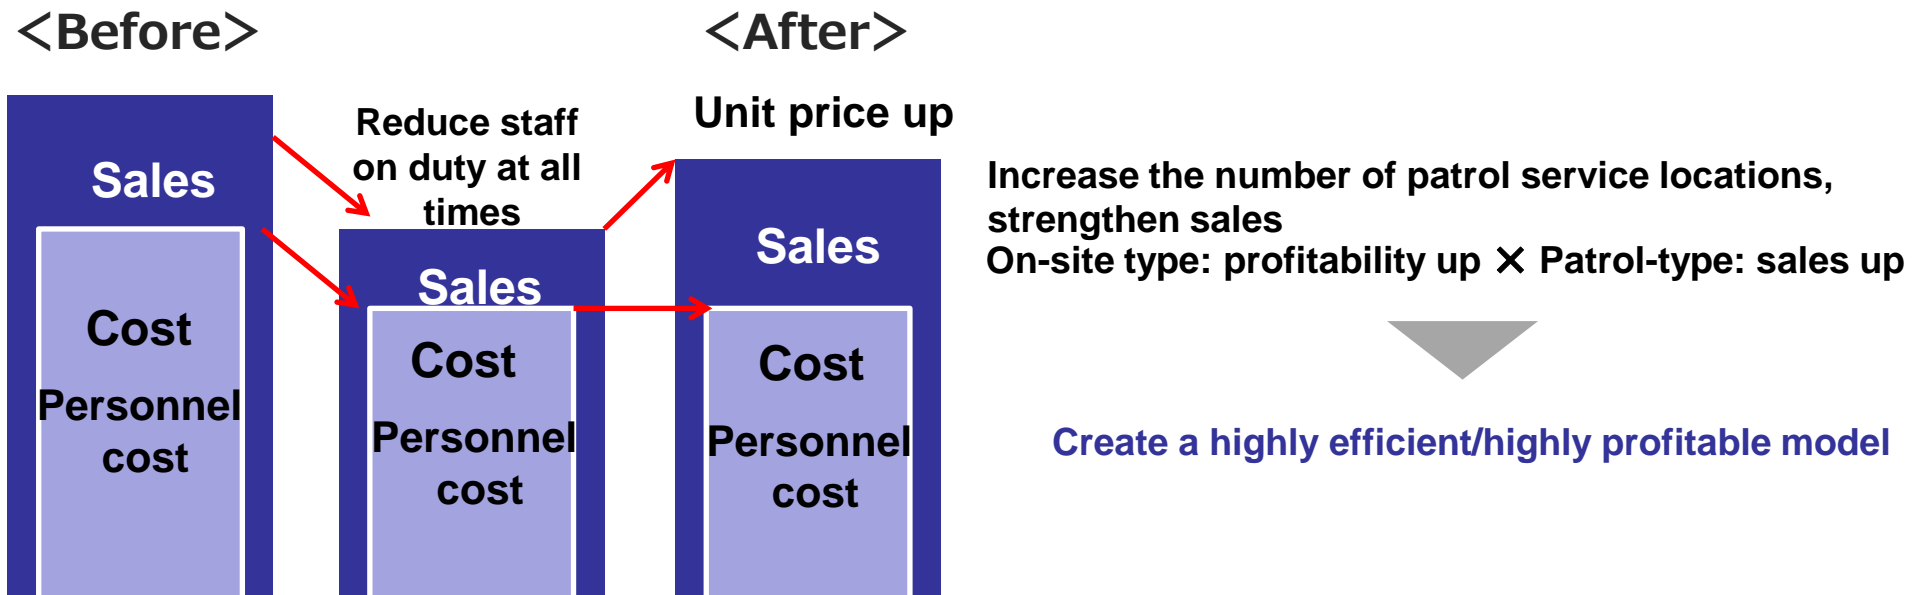 <Before>
<After>
Sales
Cost
Personnel
cost
Reduce staff
on duty at all
times
Sales
Cost
Personnel
cost
Unit price up
Sales
Cost
Personnel
cost
Increase the number of patrol service locations,
strengthen sales
On-site type: profitability up × Patrol-type: sales up
Create a highly efficient/highly profitable model